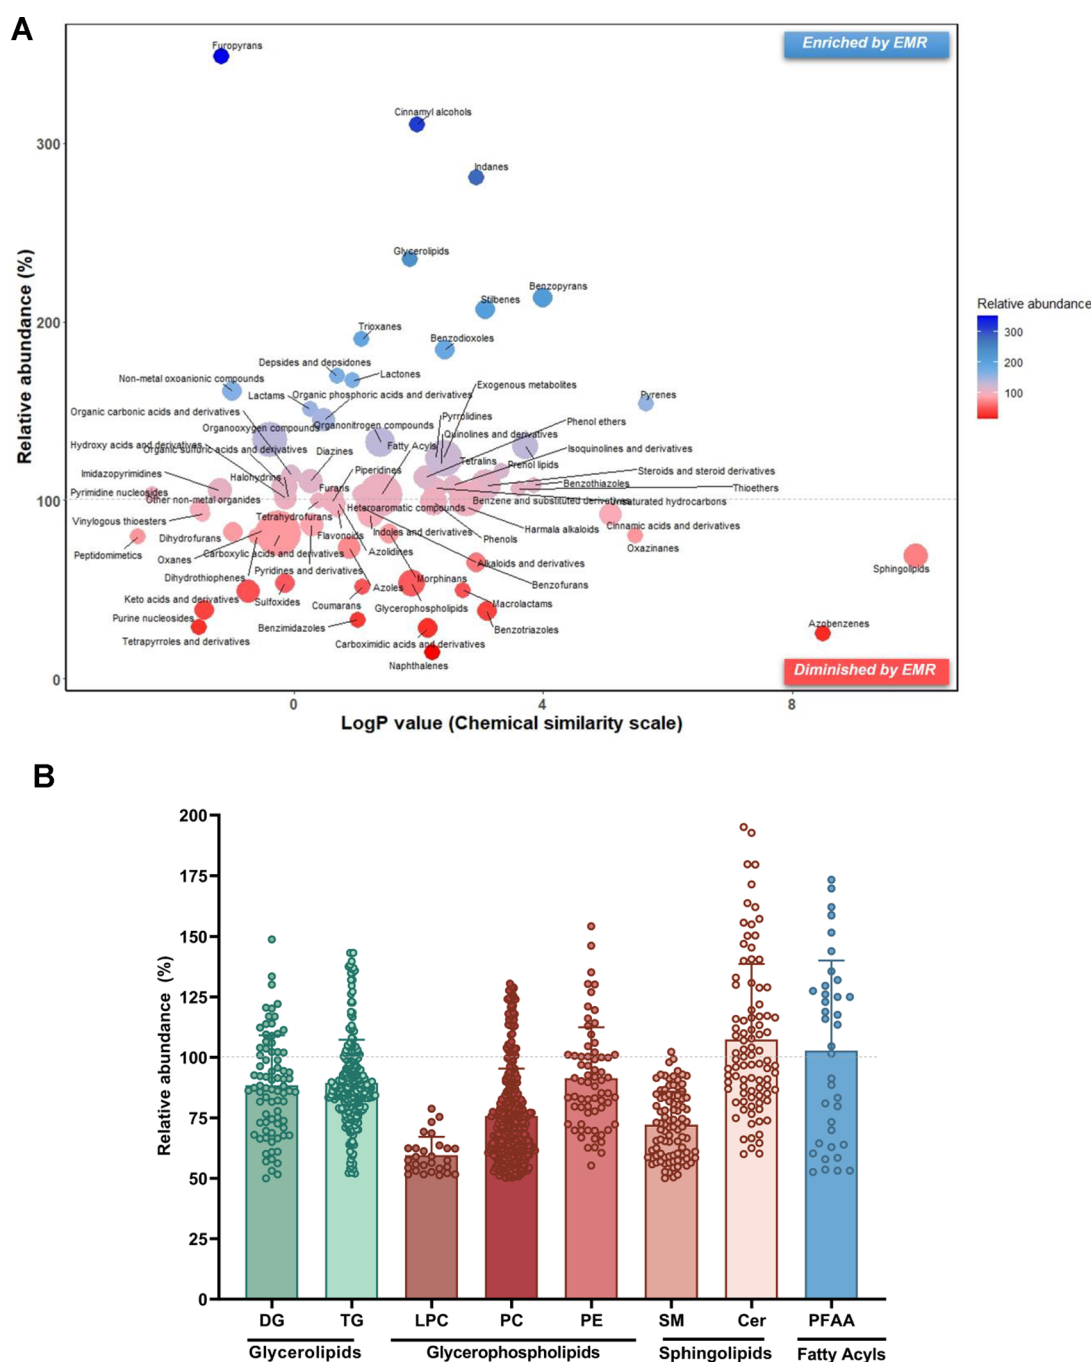 A
Enriched by EMR
Furopyrans
Cinnamyl alcohols
300
Indanes
Glycerolipids
Benzopyrans
Stilbenes
200
Trioxanes
Benzodioxoles
Relative abundance (%)
Relative abundance
300
200
100
Depsides and depsidones
Lactones
Non-metal oxoanionic compounds
Exogenous metabolites
Lactams
Organic phosphoric acids and derivatives
Pyrenes
Organic carbonic acids and derivatives
Pyrrolidines
Phenol ethers
Organooxygen compounds
Organonitrogen compounds
Quinolines and derivatives
Hydroxy acids and derivatives
Organic sulfuric acids and derivatives
Diazines
Fatty Acyls
Isoquinolines and derivatives
Tetralins
Prenol lipids
Imidazopyrimidines
Halohydrins
Piperidines
Steroids and steroid derivatives
Benzothiazoles
Thioethers
Pyrimidine nucleosides
Furans
Other non-metal organides
100
Heteroaromatic compounds
Benzene and substituted derivatives
Unsaturated hydrocarbons
Vinylogous thioesters
Tetrahydrofurans
Cinnamic acids and derivatives
Harmala alkaloids
Indoles and derivatives
Dihydrofurans
Flavonoids
Phenols
Peptidomimetics
Oxazinanes
Carboxylic acids and derivatives
Azolidines
Oxanes
Alkaloids and derivatives
Sphingolipids
Pyridines and derivatives
Dihydrothiophenes
Morphinans
Benzofurans
Azoles
Keto acids and derivatives
Sulfoxides
Coumarans
Glycerophospholipids
Macrolactams
Purine nucleosides
Benzimidazoles
Benzotriazoles
Azobenzenes
Tetrapyrroles and derivatives
Carboximidic acids and derivatives
Naphthalenes
Diminished by EMR
0
0
4
8
LogP value (Chemical similarity scale)
B
200
175
150
125
100
75
50
25
0
Relative abundance (%)
DG
TG
LPC
PC
PE
SM
Cer
PFAA
Glycerolipids
Glycerophospholipids
Sphingolipids
Fatty Acyls